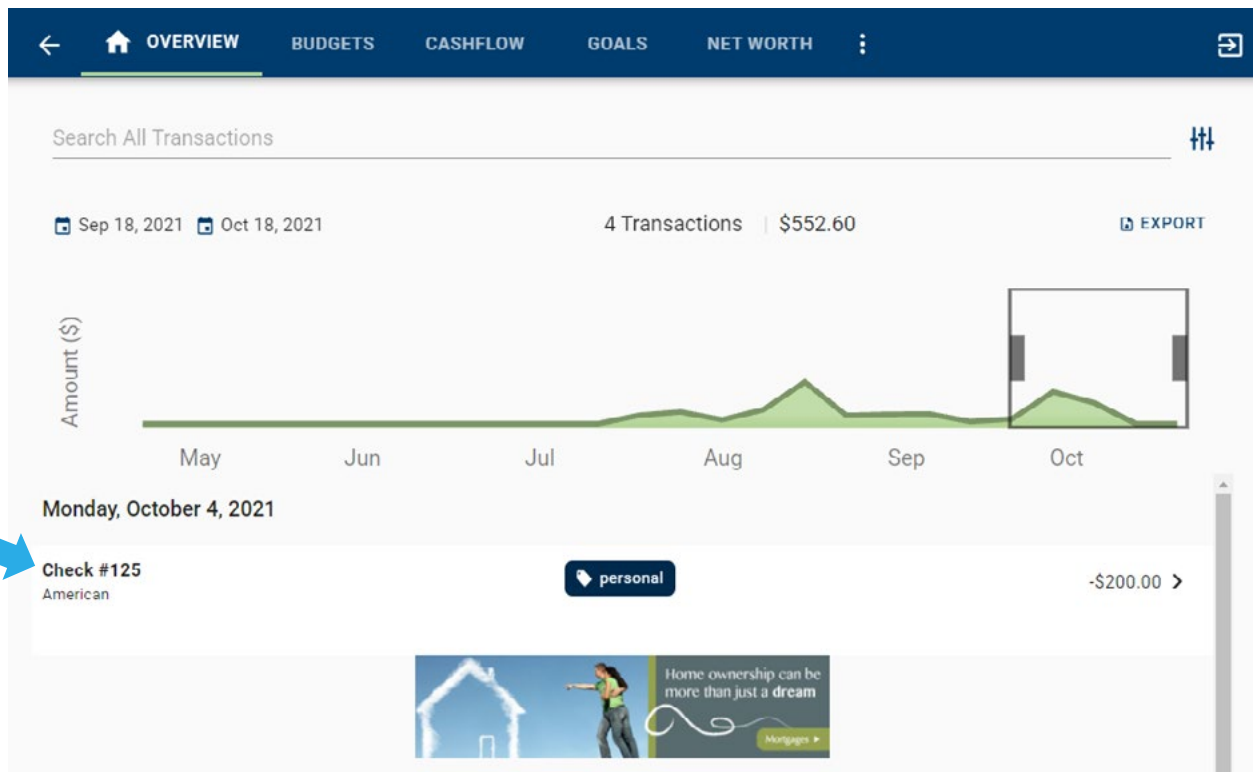 OVERVIEW BUDGETS CASHFLOW GOALS NET WORTH
Search All Transactions
Sep 18, 2021 Oct 18, 2021 4 Transactions | $552.60 EXPORT
Amount ($)
May Jun Jul Aug Sep Oct
Monday, October 4, 2021
Check #125 personal -$200.00
American
Home ownership can be
more than just a dream
Mortgages